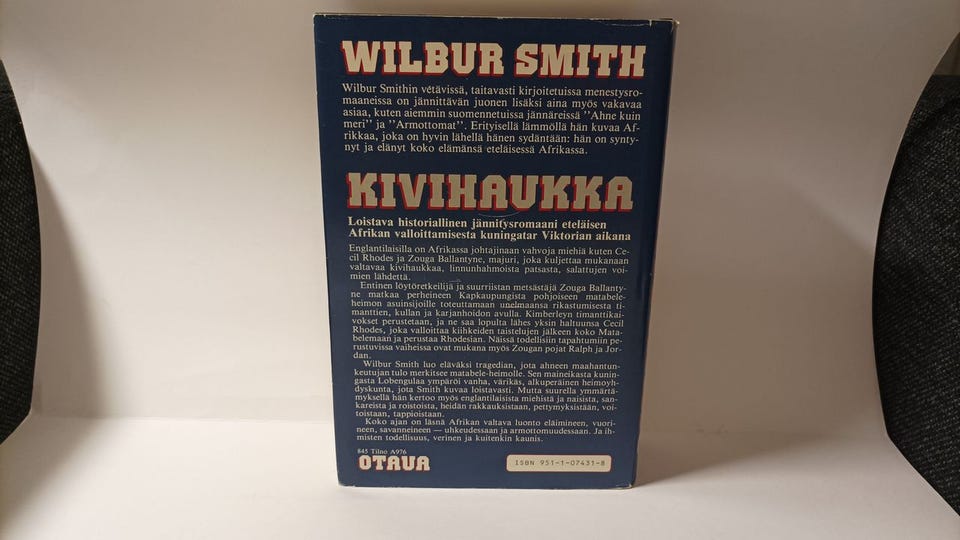 WILBUR SMITH
Wilbur Smithin vetävissä, taitavasti kirjoitetuissa menestysro-
maaneissa on jännittävän juonen lisäksi aina myös vakavaa
asiaa, kuten aiemmin suomennetuissa jännäreissä ''Ahne kuin
meri'' ja ''Armottomat''. Erityisellä lämmöllä hän kuvaa Af-
rikkaa, joka on hyvin lähellä hänen sydäntään: hän on synty-
nyt ja elänyt koko elämänsä eteläisessä Afrikassa.
KIVIHAUKKA
Loistava historiallinen jännitysromaani eteläisen
Afrikan valloittamisesta kuningatar Viktorian aikana
Englantilaisilla on Afrikassa johtajinaan vahvoja miehiä kuten Ce-
cil Rhodes ja Zouga Ballantyne, majuri, joka kuljettaa mukanaan
valtavaa kivihaukkaa, linnunhahmoista patsasta, salattujen voi-
mien lähdettä.
Entinen löytöretkeilijä ja suurriistan metsästäjä Zouga Ballanty-
ne matkaa perheineen Kapkaupungista pohjoiseen matabele-
heimon asuinsijoille toteuttamaan unelmaansa rikastumisesta ti-
manttien, kullan ja karjanhoidon avulla. Kimberleyn timanttikai-
vokset perustetaan, ja ne saa lopulta lähes yksin haltuunsa Cecil
Rhodes, joka valloittaa kiihkeiden taistelujen jälkeen koko Mata-
belemaan ja perustaa Rhodesian. Näissä todellisiin tapahtumiin pe-
rustuvissa vaiheissa ovat mukana myös Zougan pojat Ralph ja Jor-
dan.
Wilbur Smith luo eläväksi tragedian, jota ahneen maahantun-
keutujan tulo merkitsee matabele-heimolle. Sen maineikasta kunin-
gasta Lobengulaa ympäröi vanha, värikäs, alkuperäinen heimoyh-
dyskunta, jota Smith kuvaa loistavasti. Mutta suurella ymmärtä-
myksellä hän kertoo myös englantilaisista miehistä ja naisista, san-
kareista ja roistoista, heidän rakkauksistaan, pettymyksistään, voi-
toistaan, tappioistaan.
Koko ajan on läsnä Afrikan valtava luonto eläimineen, vuori-
neen, savanneineen — uhkeudessaan ja armottomuudessaan. Ja ih-
misten todellisuus, verinen ja kuitenkin kaunis.
845 Tilno A976
OTAVA
ISBN 951-1-07431-8